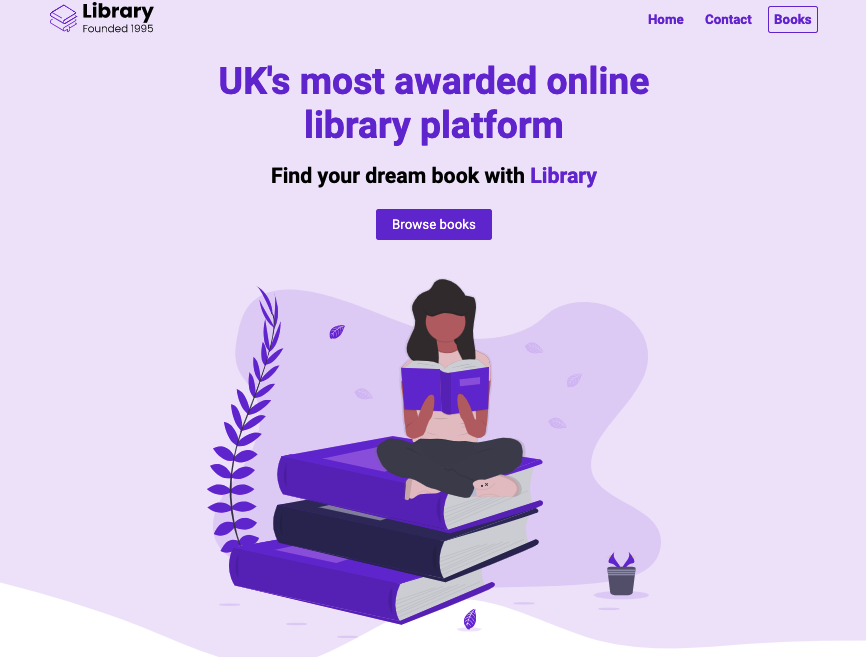 Library
Founded 1995
Home Contact Books
UK's most awarded online
library platform
Find your dream book with Library
Browse books